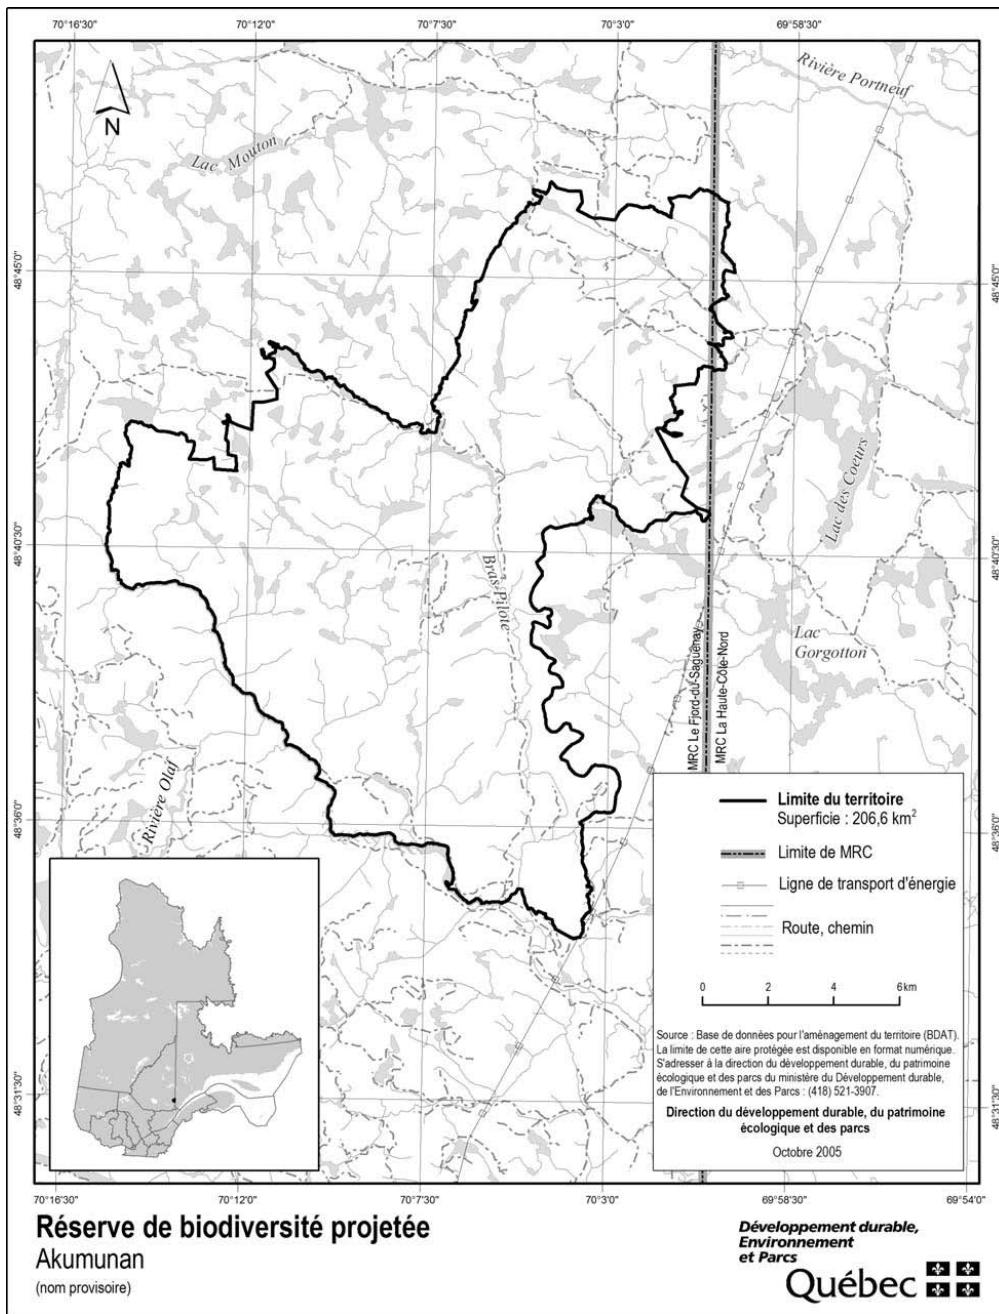 70°16'30"
70°12'0"
70°7'30"
70°3'0"
69°58'30"
Rivière Portneuf
N
Lac Mouton
48°45'0"
48°45'0"
Lac des Coeurs
48°40'30"
48°40'30"
Bras Pilote
Lac
Gorgotton
MRC Le Fjord-du-Saguenay
MRC La Haute-Côte-Nord
Rivière Olaf
48°36'0"
48°36'0"
Limite du territoire
Superficie : 206,6 km²
Limite de MRC
Ligne de transport d'énergie
Route, chemin
0 2 4 6 km
Source : Base de données pour l'aménagement du territoire (BDAT).
La limite de cette aire protégée est disponible en format numérique.
S'adresser à la direction du développement durable, du patrimoine
écologique et des parcs du ministère du Développement durable,
de l'Environnement et des Parcs : (418) 521-3907.
Direction du développement durable, du patrimoine
écologique et des parcs
Octobre 2005
48°31'30"
48°31'30"
70°16'30"
70°12'0"
70°7'30"
70°3'0"
69°58'30"
69°54'0"
Réserve de biodiversité projetée
Akumunan
(nom provisoire)
Développement durable,
Environnement
et Parcs
Québec